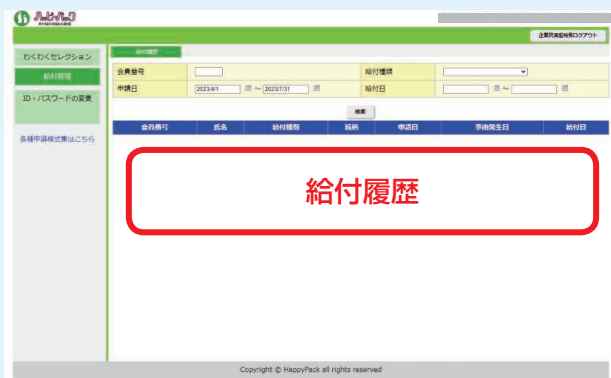 ハッピーパック
企業内実施機関ログアウト
わくわくセレクション
給付管理
ID・パスワードの変更
各種申請様式集はこちら
給付履歴
会員番号
給付種類
申請日
2023/4/1
～
2023/7/31
給付日
～
検索
会員番号 氏名 給付種類 続柄 申請日 事由発生日 給付日
給付履歴
Copyright © HappyPack all rights reserved